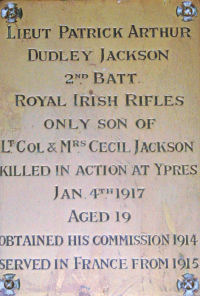 LIEUT PATRICK ARTHUR
DUDLEY JACKSON
2ND BATT.
ROYAL IRISH RIFLES
ONLY SON OF
LT COL & MRS CECIL JACKSON
KILLED IN ACTION AT YPRES
JAN. 4TH 1917
AGED 19
OBTAINED HIS COMMISSION 1914
SERVED IN FRANCE FROM 1915